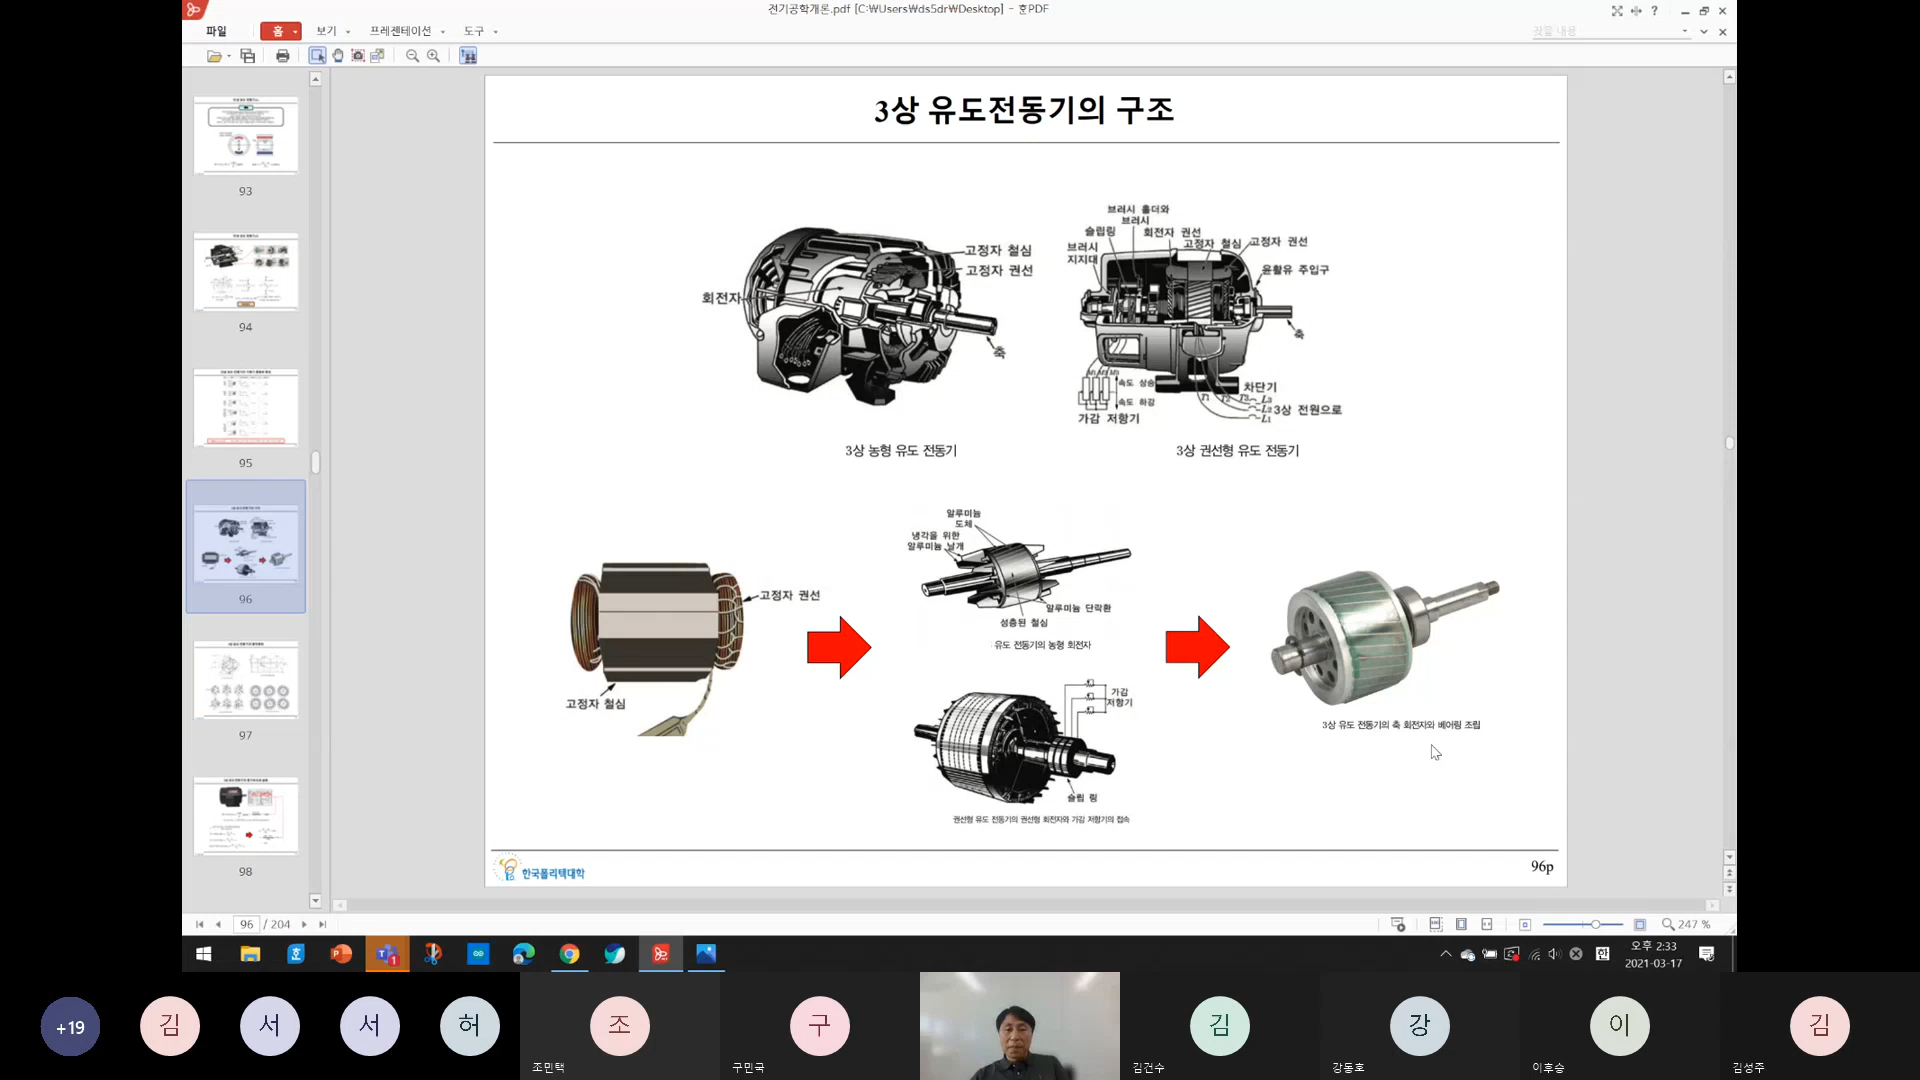 전기공학개론.pdf [C:₩Users₩ds5dr₩Desktop] - 훈PDF
파일
홈
보기
프레젠테이션
도구
찾을 내용
93
94
95
96
97
98
3상 유도전동기의 구조
고정자 철심
고정자 권선
회전자
축
3상 농형 유도 전동기
브러시 홀더와
브러시
슬립링
회전자 권선
브러시
지지대
고정자 철심
고정자 권선
윤활유 주입구
축
M1 M2 M3
속도 상승
속도 하강
가감 저항기
차단기
T1 T2 T3
L3
L2
L1
3상 전원으로
3상 권선형 유도 전동기
고정자 권선
고정자 철심
알루미늄
도체
냉각을 위한
알루미늄 날개
알루미늄 단락환
성층된 철심
유도 전동기의 농형 회전자
가감
저항기
슬립 링
권선형 유도 전동기의 권선형 회전자와 가감 저항기의 접속
3상 유도 전동기의 축 회전자와 베어링 조립
한국폴리텍대학
96p
96 / 204
247 %
오후 2:33
2021-03-17
한
+19
김
서
서
허
조
조민택
구
구민국
김
김건수
강
강동호
이
이후승
김
김성주